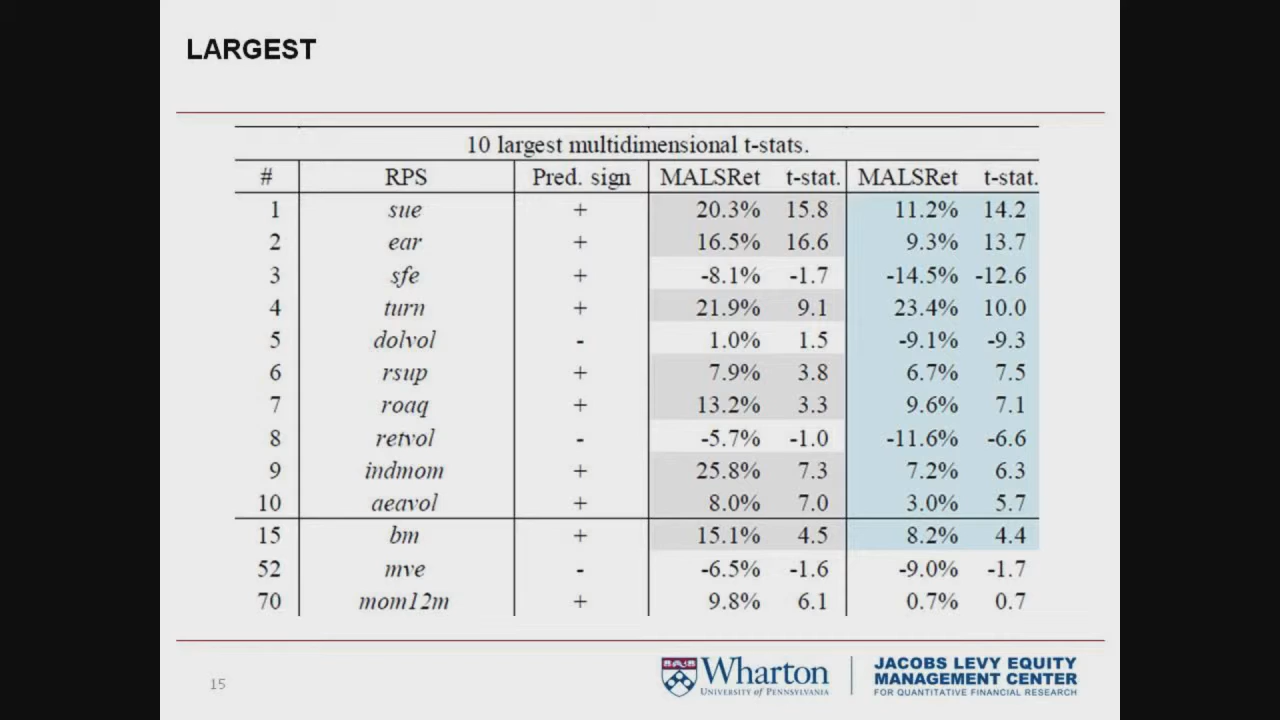 LARGEST
10 largest multidimensional t-stats.
# RPS Pred. sign MALSRet t-stat. MALSRet t-stat.
1 sue + 20.3% 15.8 11.2% 14.2
2 ear + 16.5% 16.6 9.3% 13.7
3 sfe + -8.1% -1.7 -14.5% -12.6
4 turn + 21.9% 9.1 23.4% 10.0
5 dolvol - 1.0% 1.5 -9.1% -9.3
6 rsup + 7.9% 3.8 6.7% 7.5
7 roaq + 13.2% 3.3 9.6% 7.1
8 retvol - -5.7% -1.0 -11.6% -6.6
9 indmom + 25.8% 7.3 7.2% 6.3
10 aeavol + 8.0% 7.0 3.0% 5.7
15 bm + 15.1% 4.5 8.2% 4.4
52 mve - -6.5% -1.6 -9.0% -1.7
70 mom12m + 9.8% 6.1 0.7% 0.7
15
Wharton
UNIVERSITY OF PENNSYLVANIA
JACOBS LEVY EQUITY
MANAGEMENT CENTER
FOR QUANTITATIVE FINANCIAL RESEARCH